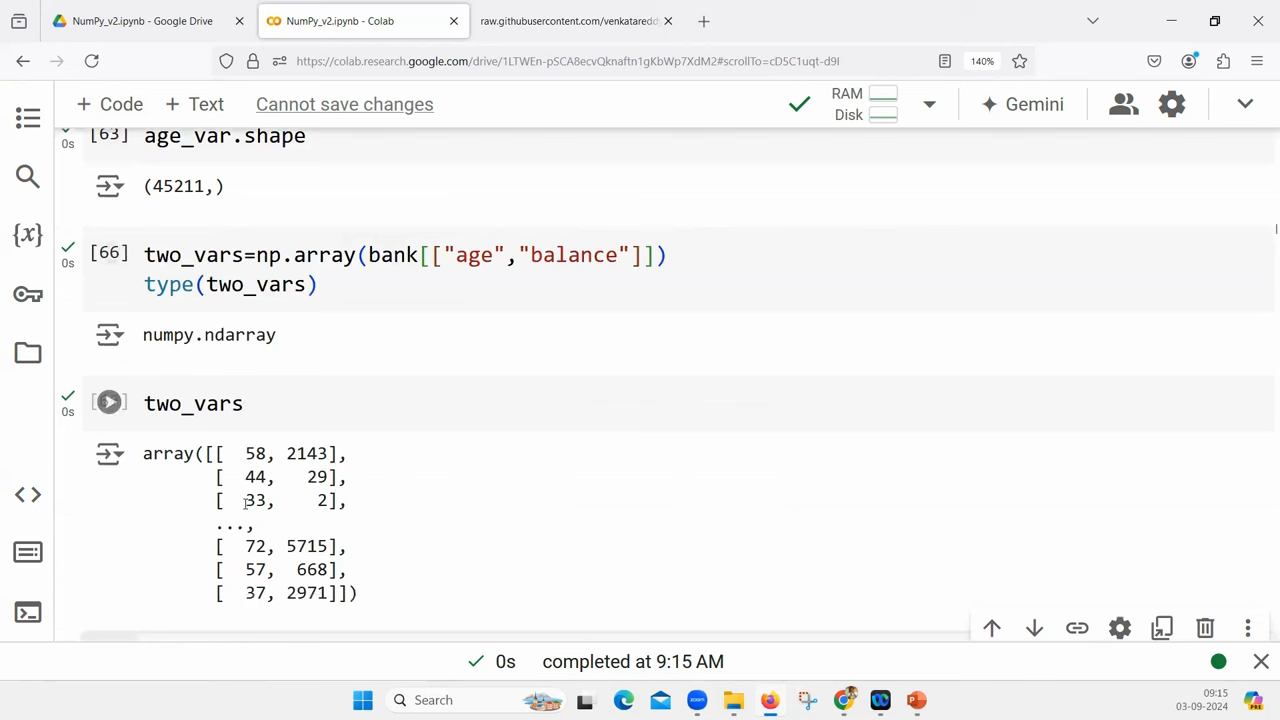 NumPy_v2.ipynb - Google Drive
NumPy_v2.ipynb - Colab
raw.githubusercontent.com/venkataredd
https://colab.research.google.com/drive/1LTWEn-pSCA8ecvQknaftn1gKbWp7XdM2#scrollTo=cD5C1uqt-d9I
140%
+ Code + Text Cannot save changes
RAM
Disk
Gemini
[63] age_var.shape
0s
(45211,)
[66] two_vars=np.array(bank[["age","balance"]])
0s
type(two_vars)
numpy.ndarray
two_vars
0s
array([[ 58, 2143],
[ 44, 29],
[ 33, 2],
...,
[ 72, 5715],
[ 57, 668],
[ 37, 2971]])
0s completed at 9:15 AM
Search
zoom
09:15
03-09-2024